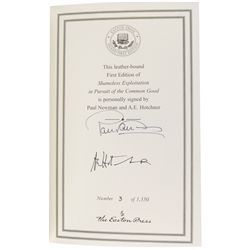 This leather-bound
First Edition of
Shameless Exploitation
in Pursuit of the Common Good
is personally signed by
Paul Newman and A.E. Hotchner
Number 3 of 1,350
The Easton Press